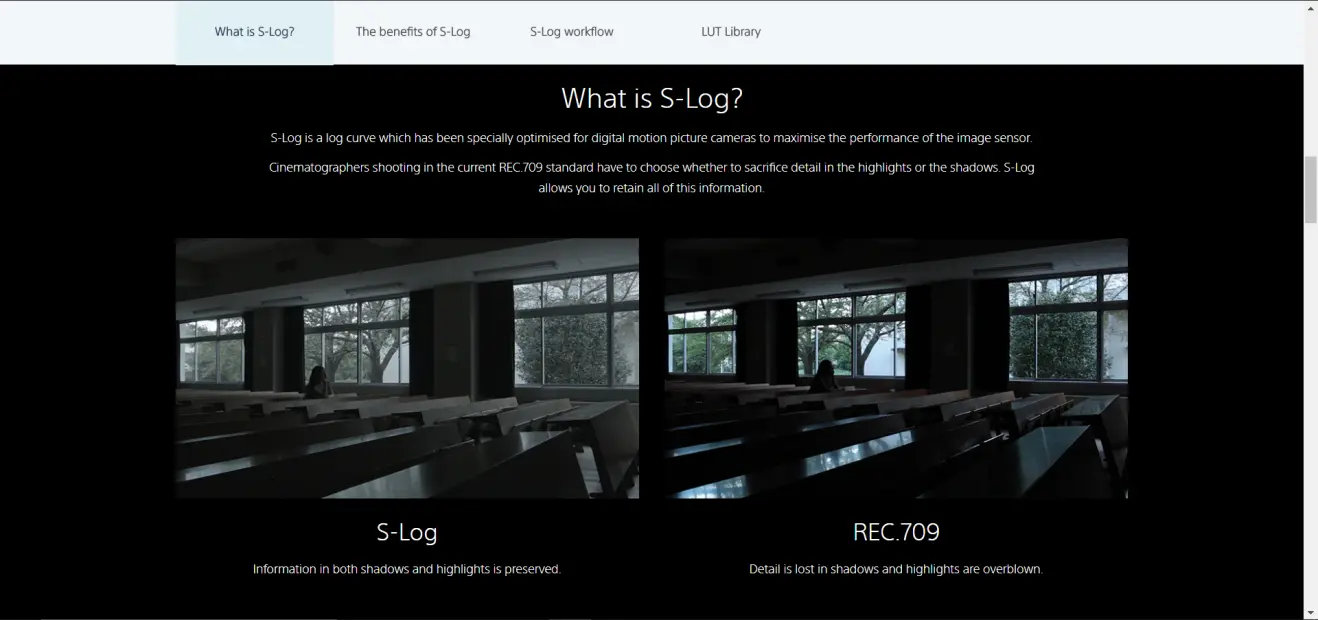 What is S-Log?
The benefits of S-Log
S-Log workflow
LUT Library
What is S-Log?
S-Log is a log curve which has been specially optimised for digital motion picture cameras to maximise the performance of the image sensor.
Cinematographers shooting in the current REC.709 standard have to choose whether to sacrifice detail in the highlights or the shadows. S-Log
allows you to retain all of this information.
S-Log
Information in both shadows and highlights is preserved.
REC.709
Detail is lost in shadows and highlights are overblown.